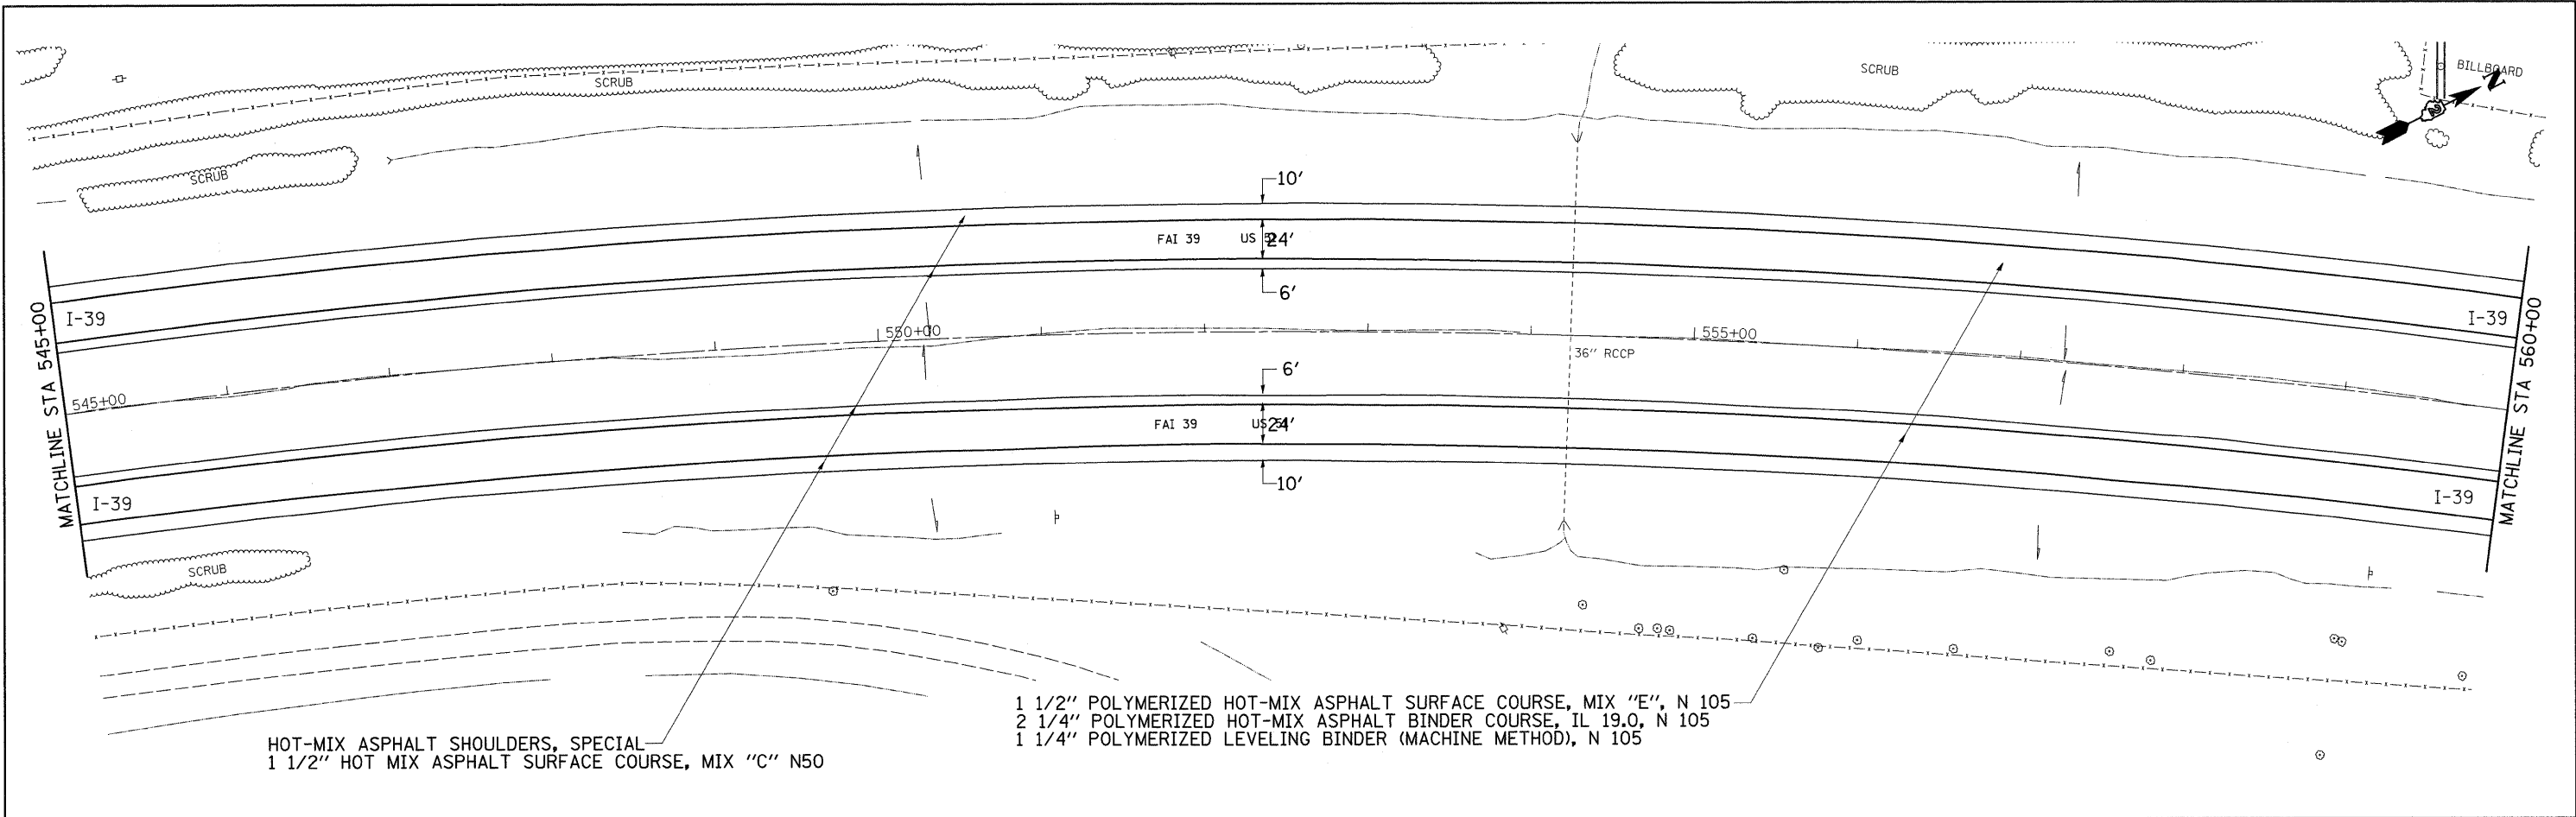 SCRUB
SCRUB
BILLBOARD
N
SCRUB
10'
FAI 39 US 24'
6'
I-39
I-39
MATCHLINE STA 545+00
MATCHLINE STA 560+00
550+00
555+00
36" RCCP
545+00
6'
FAI 39 US 24'
I-39
I-39
10'
SCRUB
1 1/2" POLYMERIZED HOT-MIX ASPHALT SURFACE COURSE, MIX "E", N 105
2 1/4" POLYMERIZED HOT-MIX ASPHALT BINDER COURSE, IL 19.0, N 105
1 1/4" POLYMERIZED LEVELING BINDER (MACHINE METHOD), N 105
HOT-MIX ASPHALT SHOULDERS, SPECIAL
1 1/2" HOT MIX ASPHALT SURFACE COURSE, MIX "C" N50